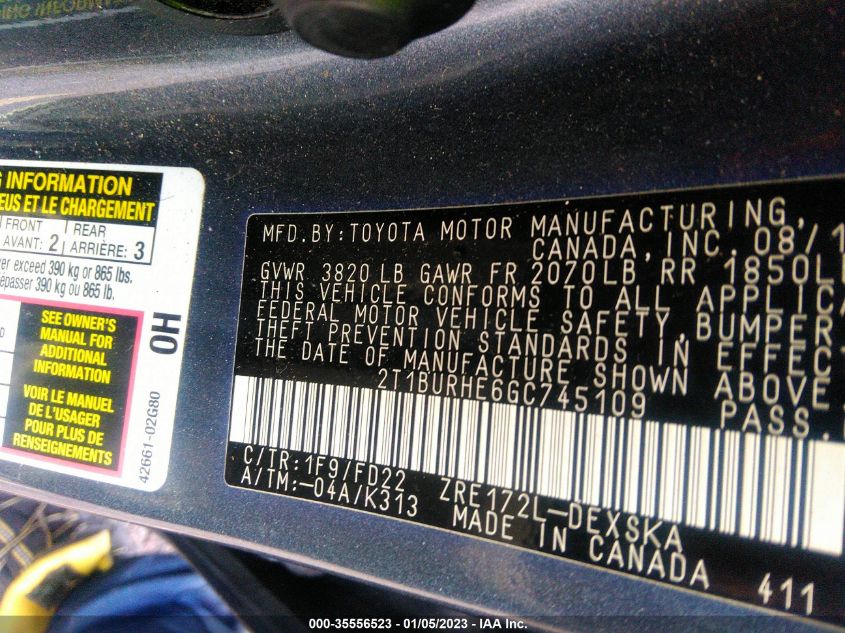 G INFORMATION
EUS ET LE CHARGEMENT
FRONT
AVANT: 2
REAR
ARRIÈRE: 3
ver exceed 390 kg or 865 lbs.
epasser 390 kg ou 865 lb.
SEE OWNER'S
MANUAL FOR
ADDITIONAL
INFORMATION
VOIR LE MANUEL
DE L'USAGER
POUR PLUS DE
RENSEIGNEMENTS
OH
42661-02G80
MFD. BY: TOYOTA MOTOR MANUFACTURING,
CANADA, INC. 08/1
GVWR 3820 LB GAWR FR 2070LB RR 1850L
THIS VEHICLE CONFORMS TO ALL APPLICA
FEDERAL MOTOR VEHICLE SAFETY, BUMPER
THEFT PREVENTION STANDARDS IN EFFEC
THE DATE OF MANUFACTURE SHOWN ABOVE.
2T1BURHE6GC745109 PASS.
C/TR: 1F9/FD22 ZRE172L-DEXSKA
A/TM: -04A/K313 MADE IN CANADA
411
000-35556523 — 01/05/2023 — IAA Inc.